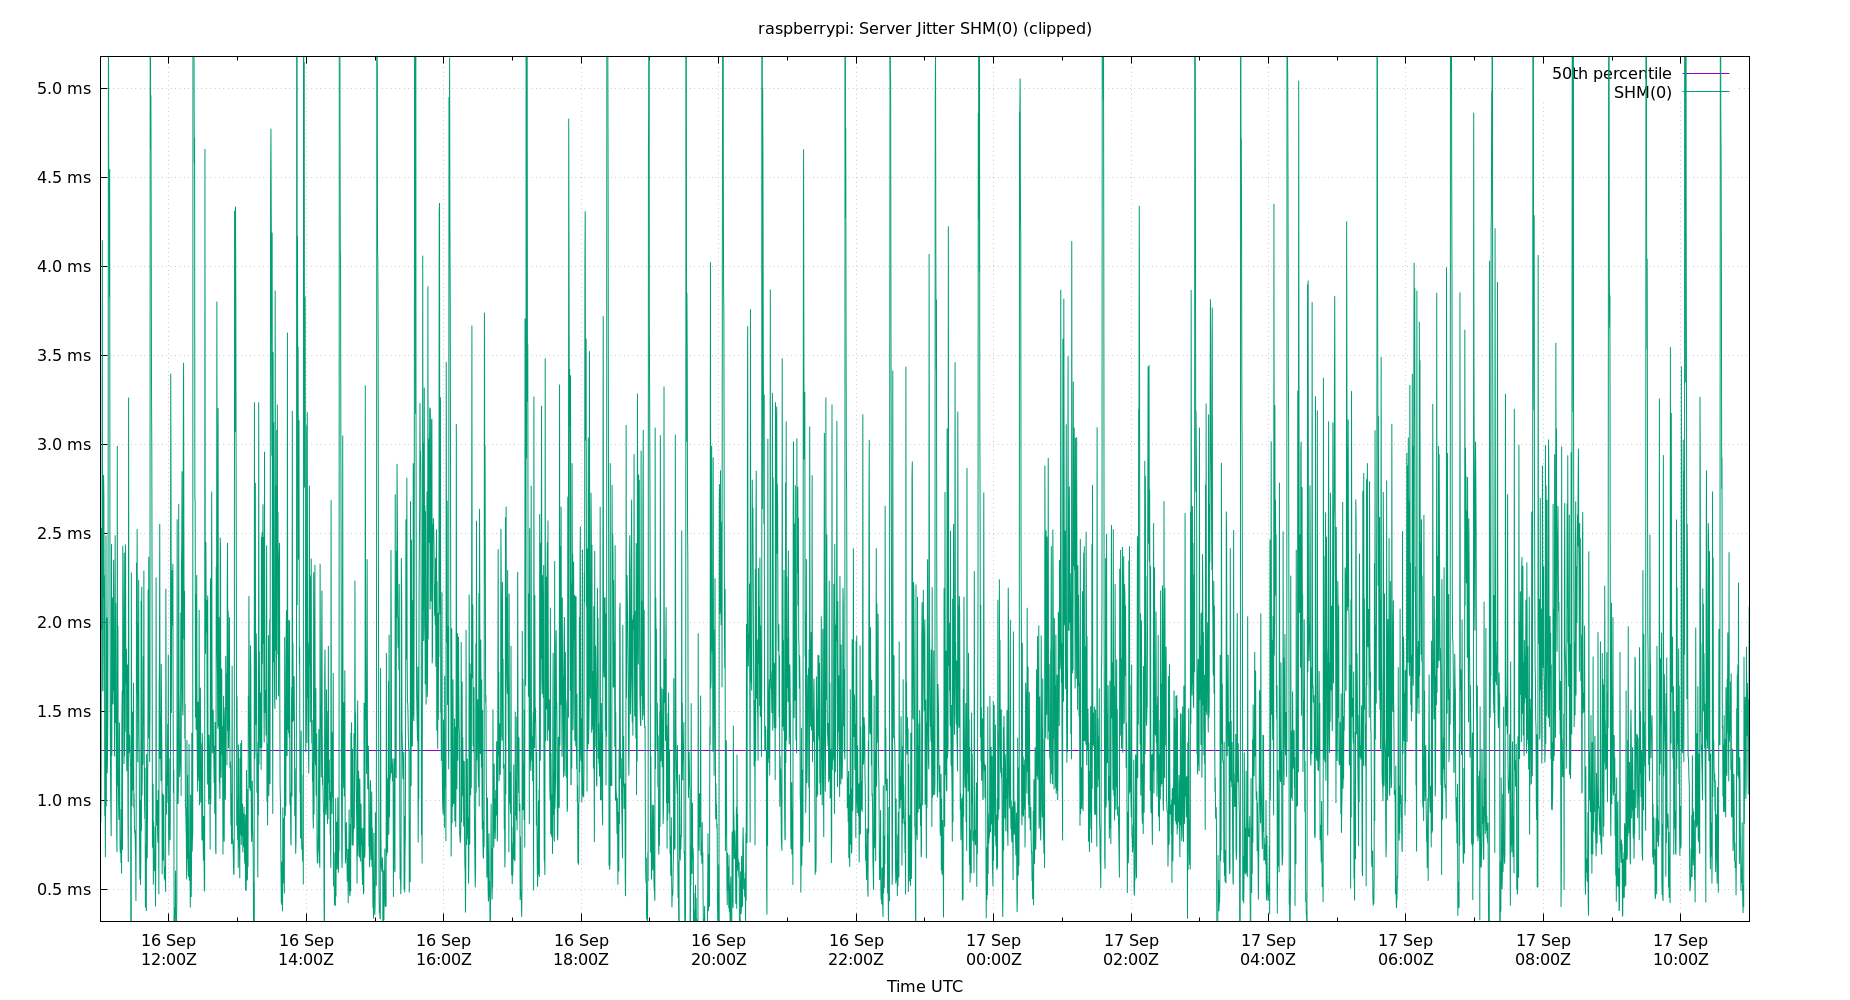 raspberrypi: Server Jitter SHM(0) (clipped)
50th percentile
SHM(0)
5.0 ms
4.5 ms
4.0 ms
3.5 ms
3.0 ms
2.5 ms
2.0 ms
1.5 ms
1.0 ms
0.5 ms
16 Sep 16 Sep 16 Sep 16 Sep 16 Sep 16 Sep 17 Sep 17 Sep 17 Sep 17 Sep 17 Sep 17 Sep
12:00Z 14:00Z 16:00Z 18:00Z 20:00Z 22:00Z 00:00Z 02:00Z 04:00Z 06:00Z 08:00Z 10:00Z
Time UTC